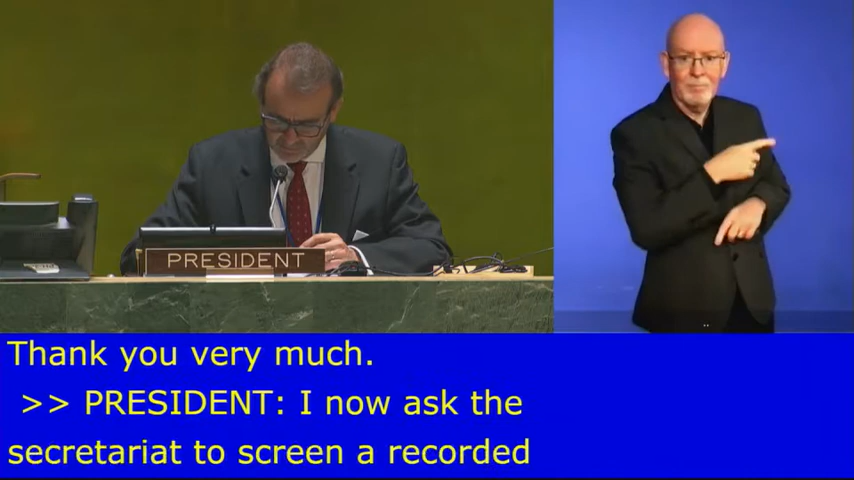 PRESIDENT
Thank you very much.
>> PRESIDENT: I now ask the
secretariat to screen a recorded